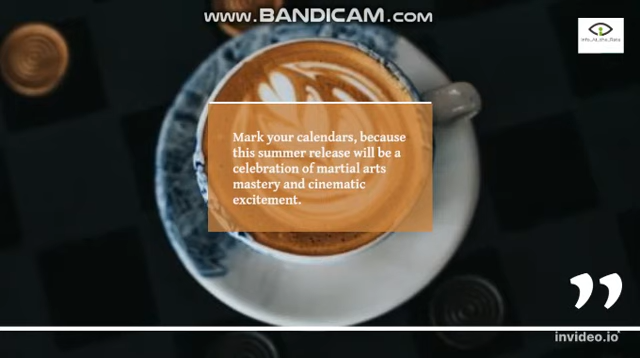 www.BANDICAM.com
Mark your calendars, because
this summer release will be a
celebration of martial arts
mastery and cinematic
excitement.
”
invideo.io